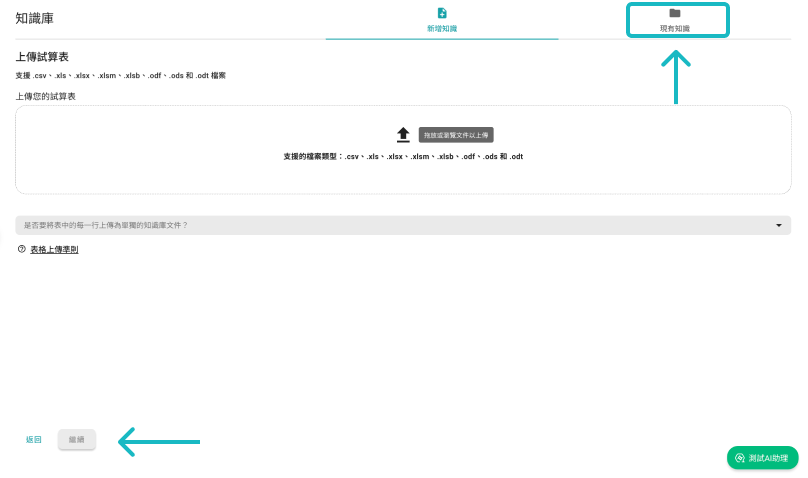 知識庫
新增知識
現有知識
上傳試算表
支援 .csv、.xls、.xlsx、.xlsm、.xlsb、.odf、.ods 和 .odt 檔案
上傳您的試算表
拖放或瀏覽文件以上傳
支援的檔案類型：.csv、.xls、.xlsx、.xlsm、.xlsb、.odf、.ods 和 .odt
是否要將表中的每一行上傳為單獨的知識庫文件？
表格上傳準則
返回
繼續
測試AI助理